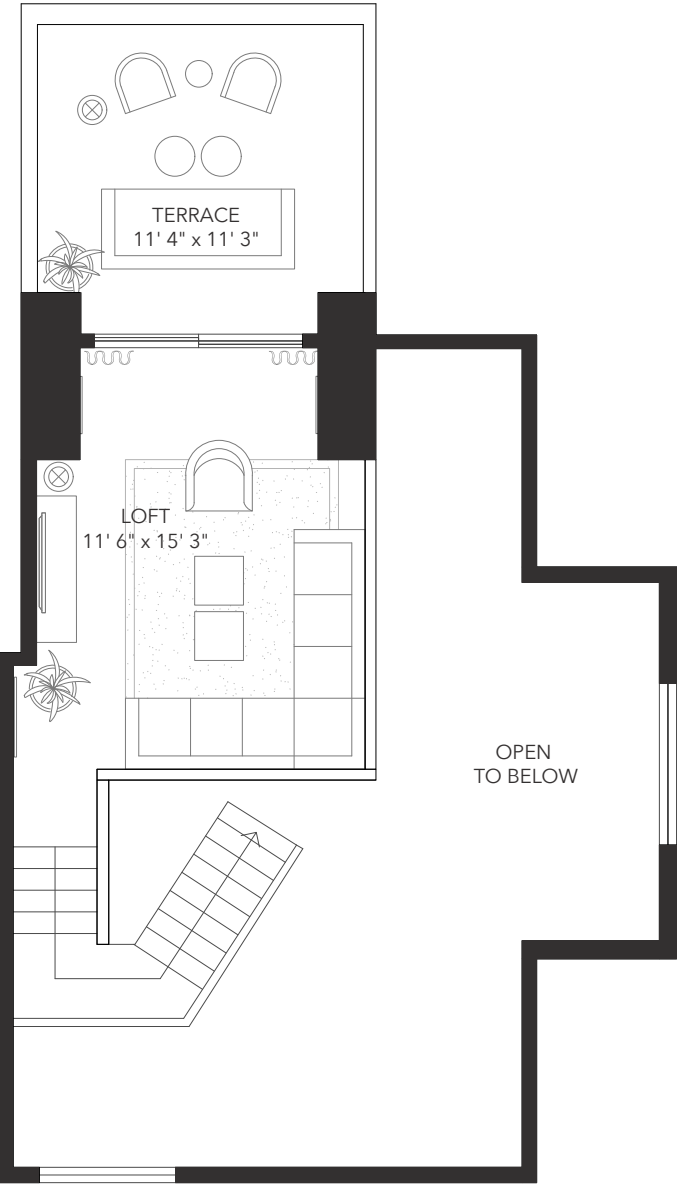 TERRACE
11' 4" x 11' 3"
LOFT
11' 6" x 15' 3"
OPEN
TO BELOW